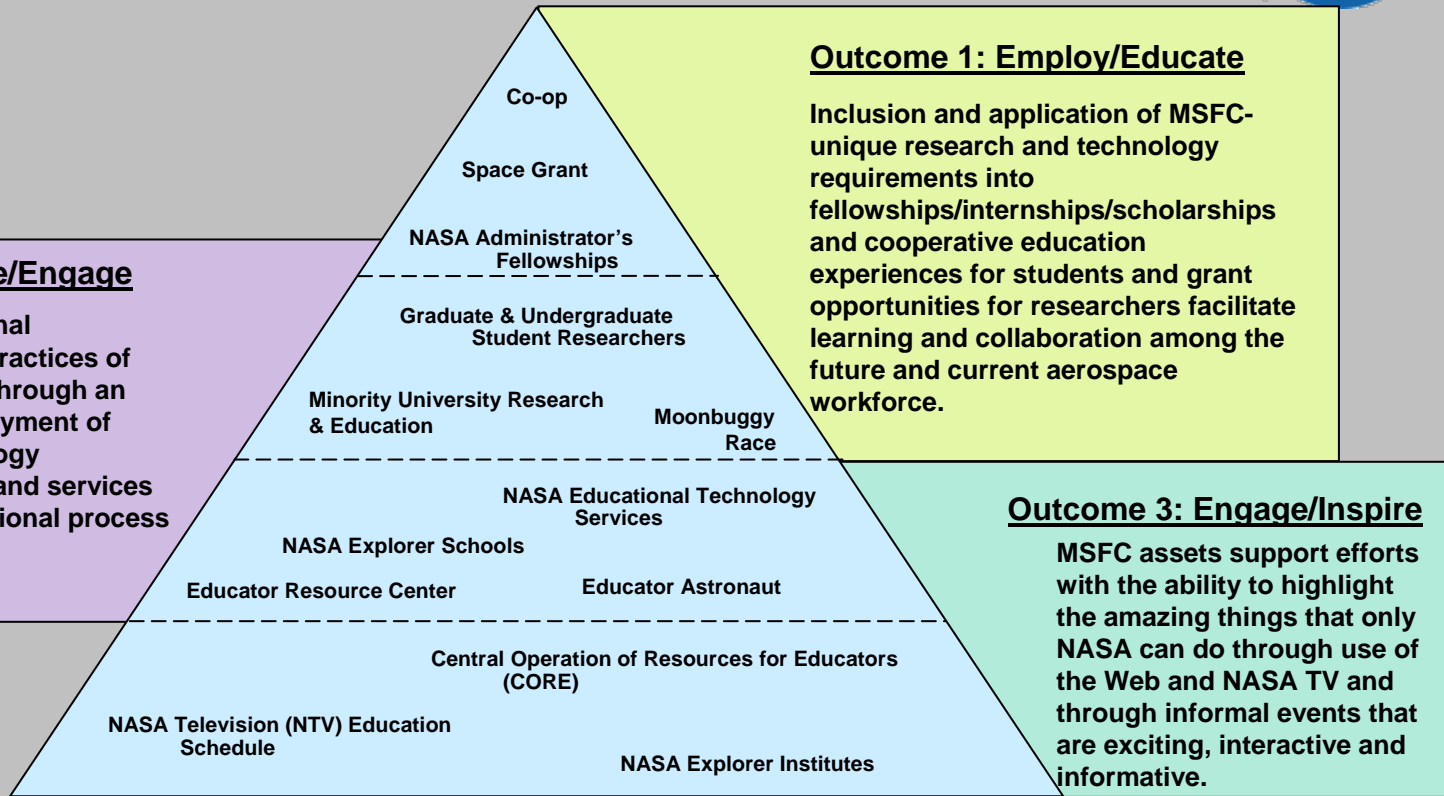 Co-op
Space Grant
NASA Administrator's
Fellowships
Graduate & Undergraduate
Student Researchers
Minority University Research
& Education
Moonbuggy
Race
NASA Educational Technology
Services
NASA Explorer Schools
Educator Resource Center
Educator Astronaut
Central Operation of Resources for Educators
(CORE)
NASA Television (NTV) Education
Schedule
NASA Explorer Institutes
Outcome 1: Employ/Educate
Inclusion and application of MSFC-
unique research and technology
requirements into
fellowships/internships/scholarships
and cooperative education
experiences for students and grant
opportunities for researchers facilitate
learning and collaboration among the
future and current aerospace
workforce.
/Engage
of
through an
of
and services
process
Outcome 3: Engage/Inspire
MSFC assets support efforts
with the ability to highlight
the amazing things that only
NASA can do through use of
the Web and NASA TV and
through informal events that
are exciting, interactive and
informative.